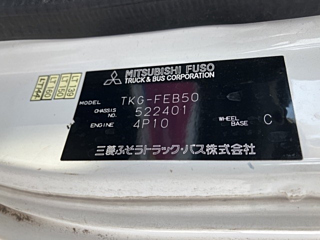 MITSUBISHI FUSO
TRUCK & BUS CORPORATION
MODEL TKG-FEB50
CHASSIS NO. 522401
ENGINE 4P10 WHEEL BASE C
三菱ふそうトラック・バス株式会社